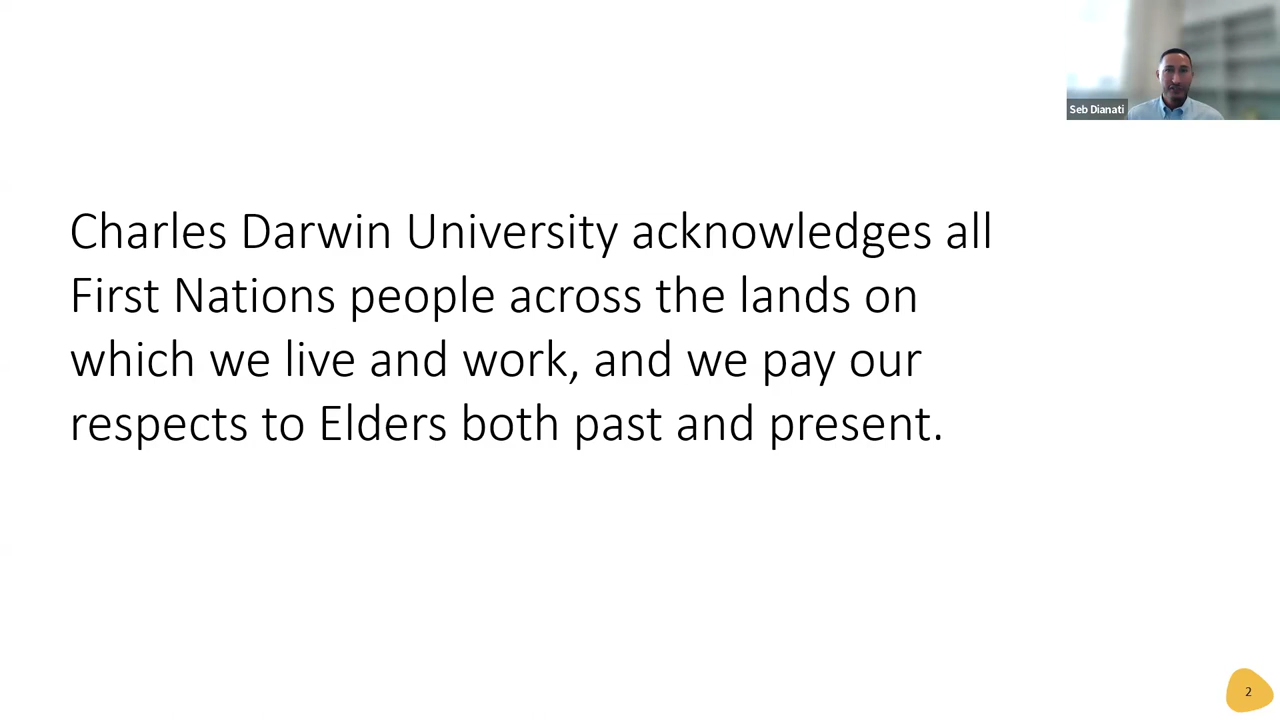 Seb Dianati
Charles Darwin University acknowledges all
First Nations people across the lands on
which we live and work, and we pay our
respects to Elders both past and present.
2